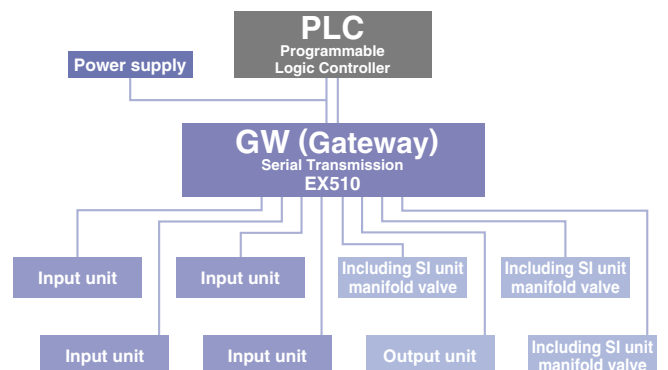 PLC
Programmable
Logic Controller
Power supply
GW (Gateway)
Serial Transmission
EX510
Input unit
Input unit
Including SI unit
manifold valve
Including SI unit
manifold valve
Input unit
Input unit
Output unit
Including SI unit
manifold valve